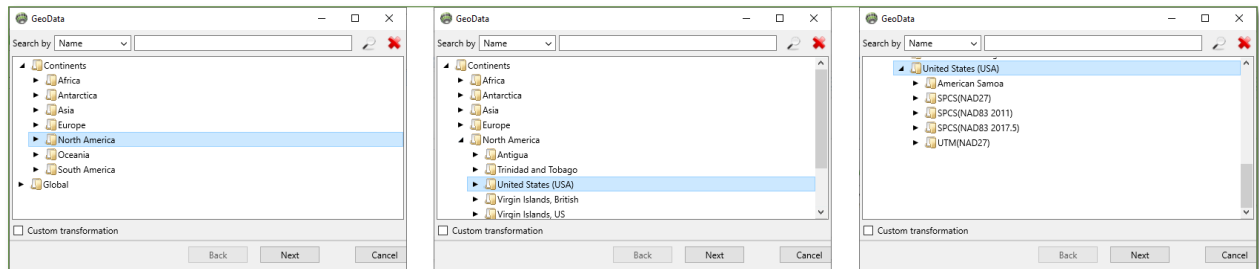 GeoData
Search by Name
Continents
Africa
Antarctica
Asia
Europe
North America
Oceania
South America
Global
Custom transformation
Back Next Cancel
GeoData
Search by Name
Continents
Africa
Antarctica
Asia
Europe
North America
Antigua
Trinidad and Tobago
United States (USA)
Virgin Islands, British
Virgin Islands, US
Custom transformation
Back Next Cancel
GeoData
Search by Name
United States (USA)
American Samoa
SPCS(NAD27)
SPCS(NAD83 2011)
SPCS(NAD83 2017.5)
UTM(NAD27)
Custom transformation
Back Next Cancel